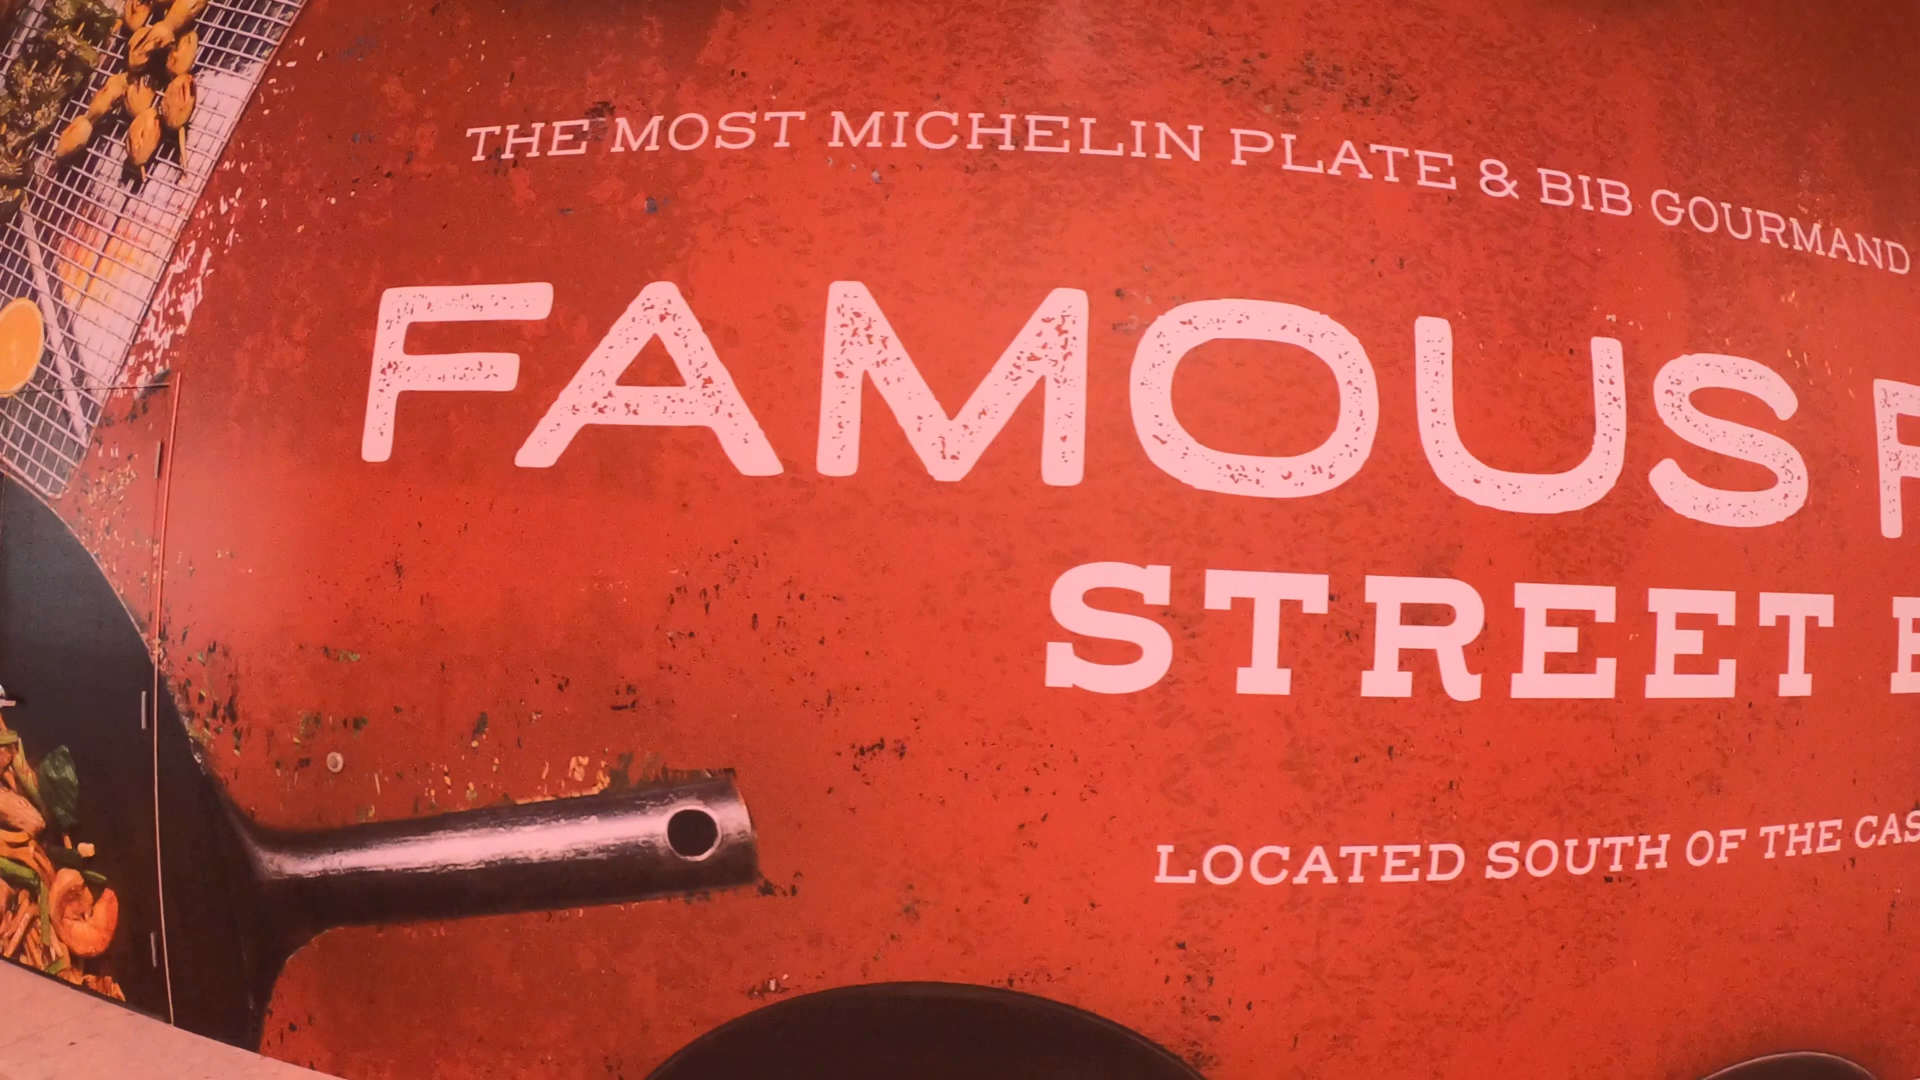 THE MOST MICHELIN PLATE & BIB GOURMAND
FAMOUS
STREET
LOCATED SOUTH OF THE